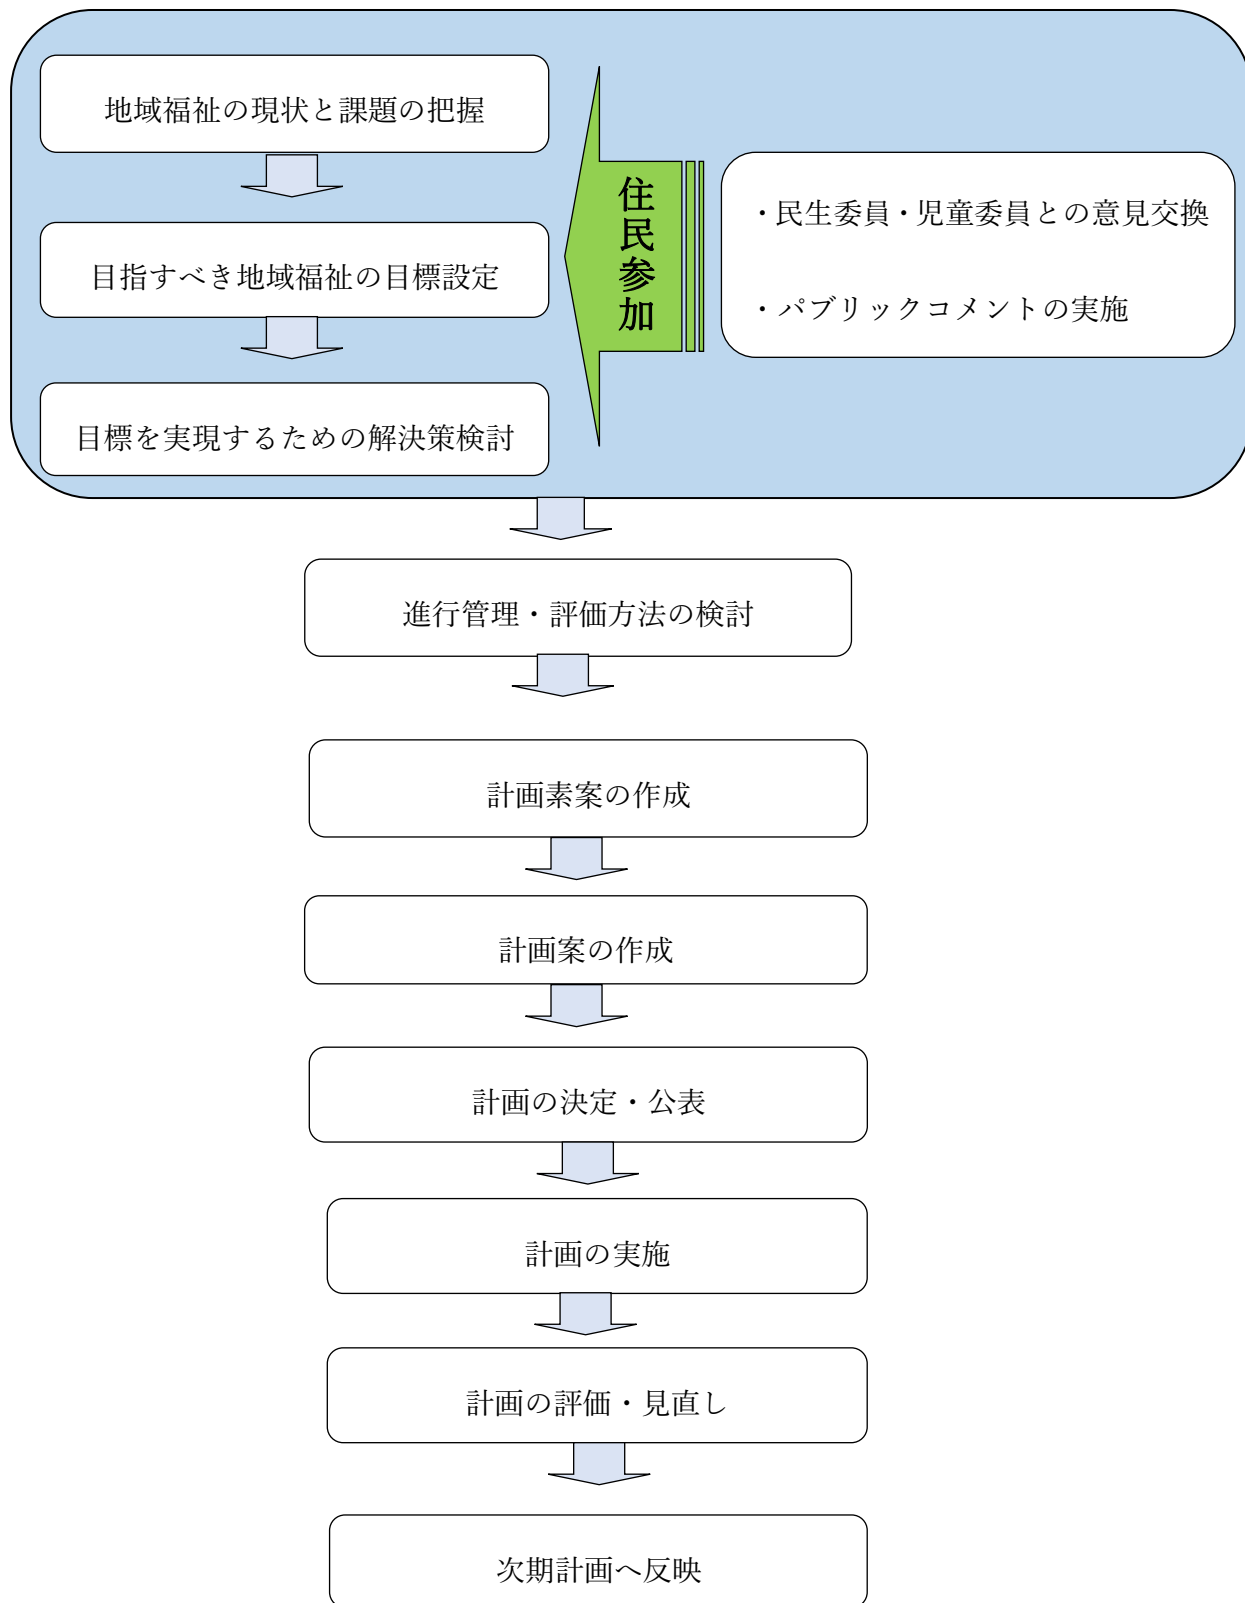 地域福祉の現状と課題の把握
目指すべき地域福祉の目標設定
目標を実現するための解決策検討
住民参加
・民生委員・児童委員との意見交換
・パブリックコメントの実施
進行管理・評価方法の検討
計画素案の作成
計画案の作成
計画の決定・公表
計画の実施
計画の評価・見直し
次期計画へ反映